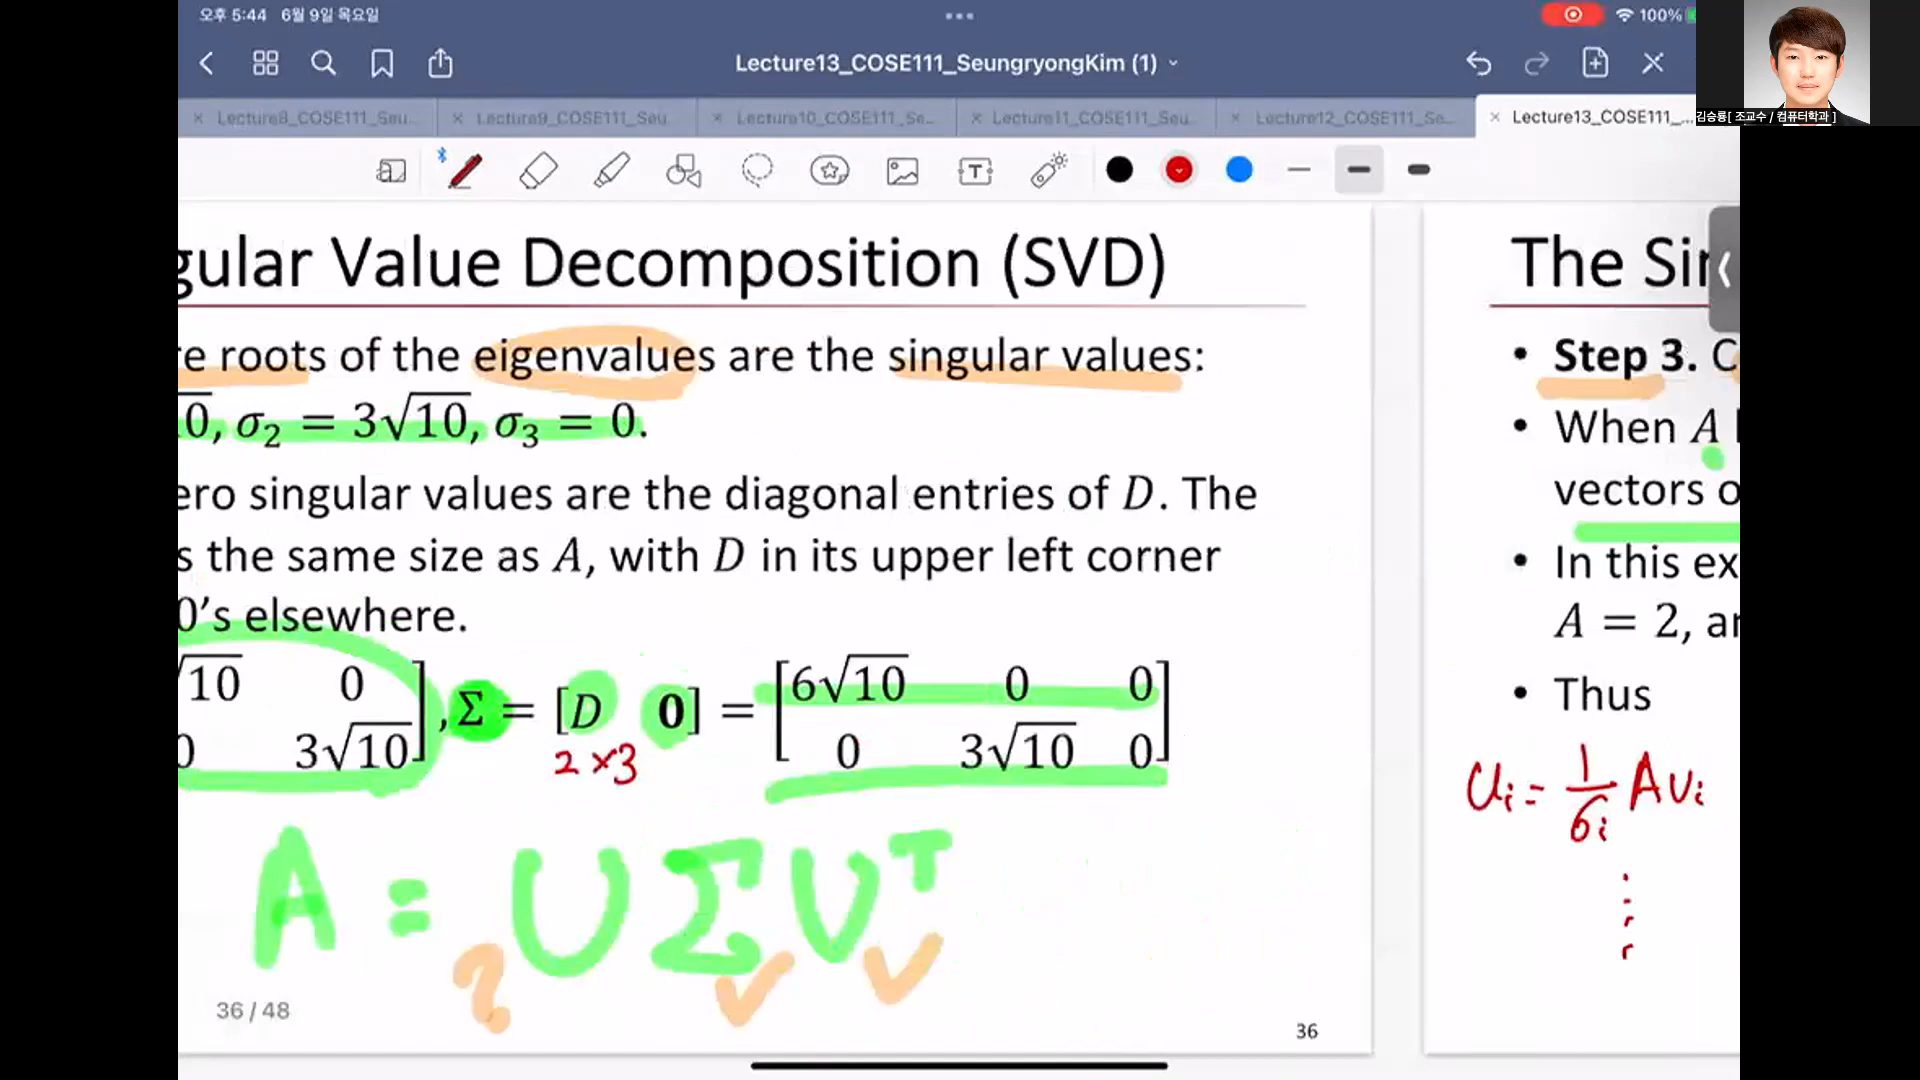 오후 5:44 6월 9일 목요일
100%
Lecture13_COSE111_SeungryongKim (1)
Lecture8_COSE111_Seu...
Lecture9_COSE111_Seu...
Lecture10_COSE111_Se...
Lecture11_COSE111_Seu...
Lecture12_COSE111_Se...
Lecture13_COSE111_...
김승룡[ 조교수 / 컴퓨터학과 ]
gular Value Decomposition (SVD)
e roots of the eigenvalues are the singular values:
0, σ₂ = 3√10, σ₃ = 0.
ero singular values are the diagonal entries of D. The
s the same size as A, with D in its upper left corner
0's elsewhere.
√10 0
0 3√10], Σ = [D 0] = [6√10 0 0
0 3√10 0]
2×3
A = UΣVᵀ
?
36 / 48
36
The Sin
• Step 3. C
• When A
vectors o
• In this ex
A = 2, an
• Thus
Uᵢ = 1/σᵢ Avᵢ